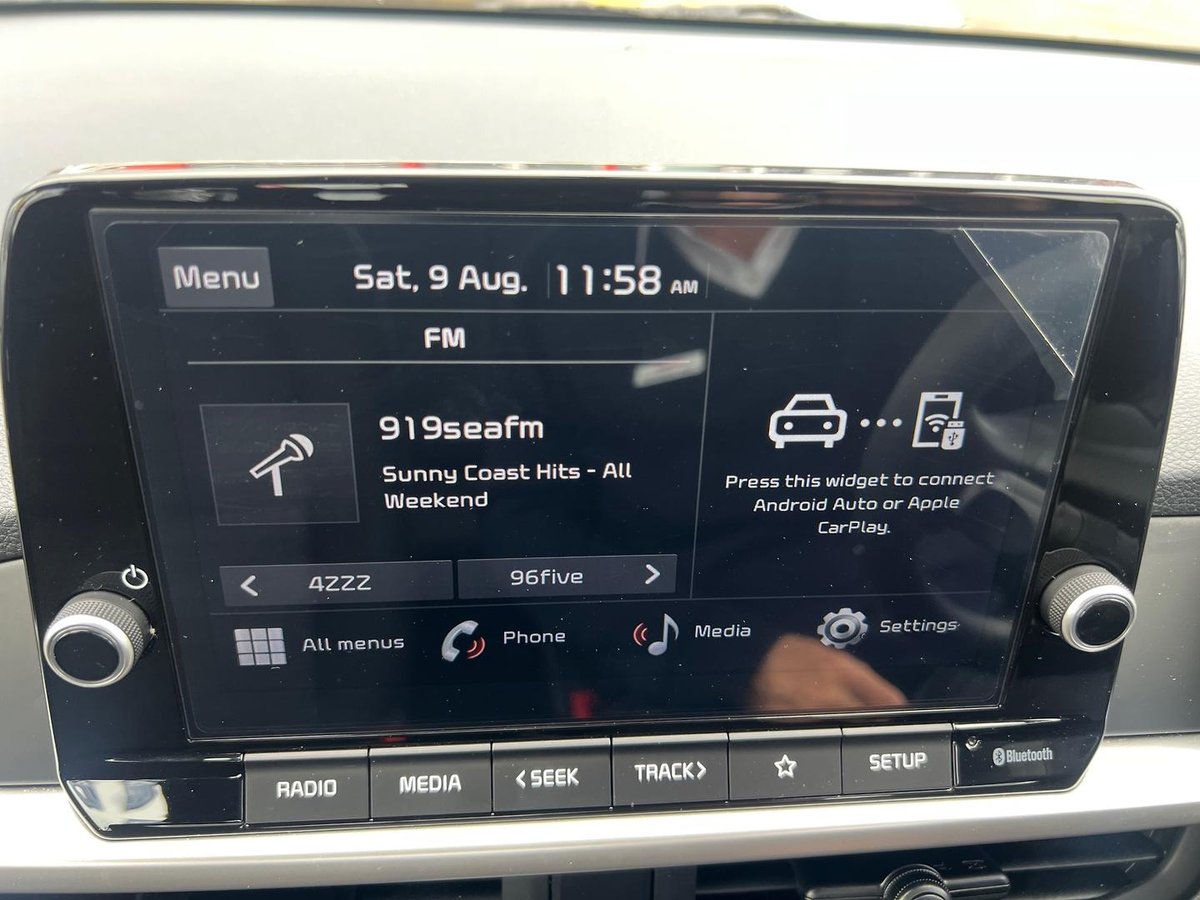 Menu
Sat, 9 Aug. 11:58 AM
FM
919seafm
Sunny Coast Hits - All
Weekend
Press this widget to connect
Android Auto or Apple
CarPlay.
< 4ZZZ
96five >
All menus
Phone
Media
Settings
RADIO
MEDIA
<SEEK
TRACK>
SETUP
Bluetooth